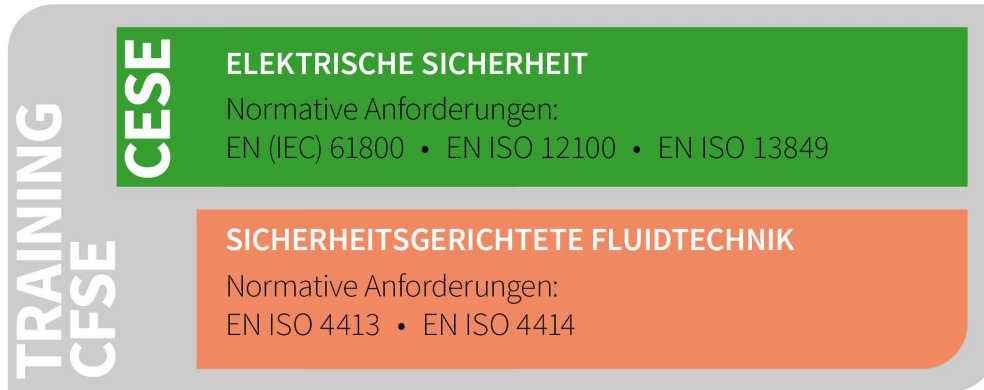 TRAINING
CFSE
CESE
ELEKTRISCHE SICHERHEIT
Normative Anforderungen:
EN (IEC) 61800 • EN ISO 12100 • EN ISO 13849
SICHERHEITSGERICHTETE FLUIDTECHNIK
Normative Anforderungen:
EN ISO 4413 • EN ISO 4414